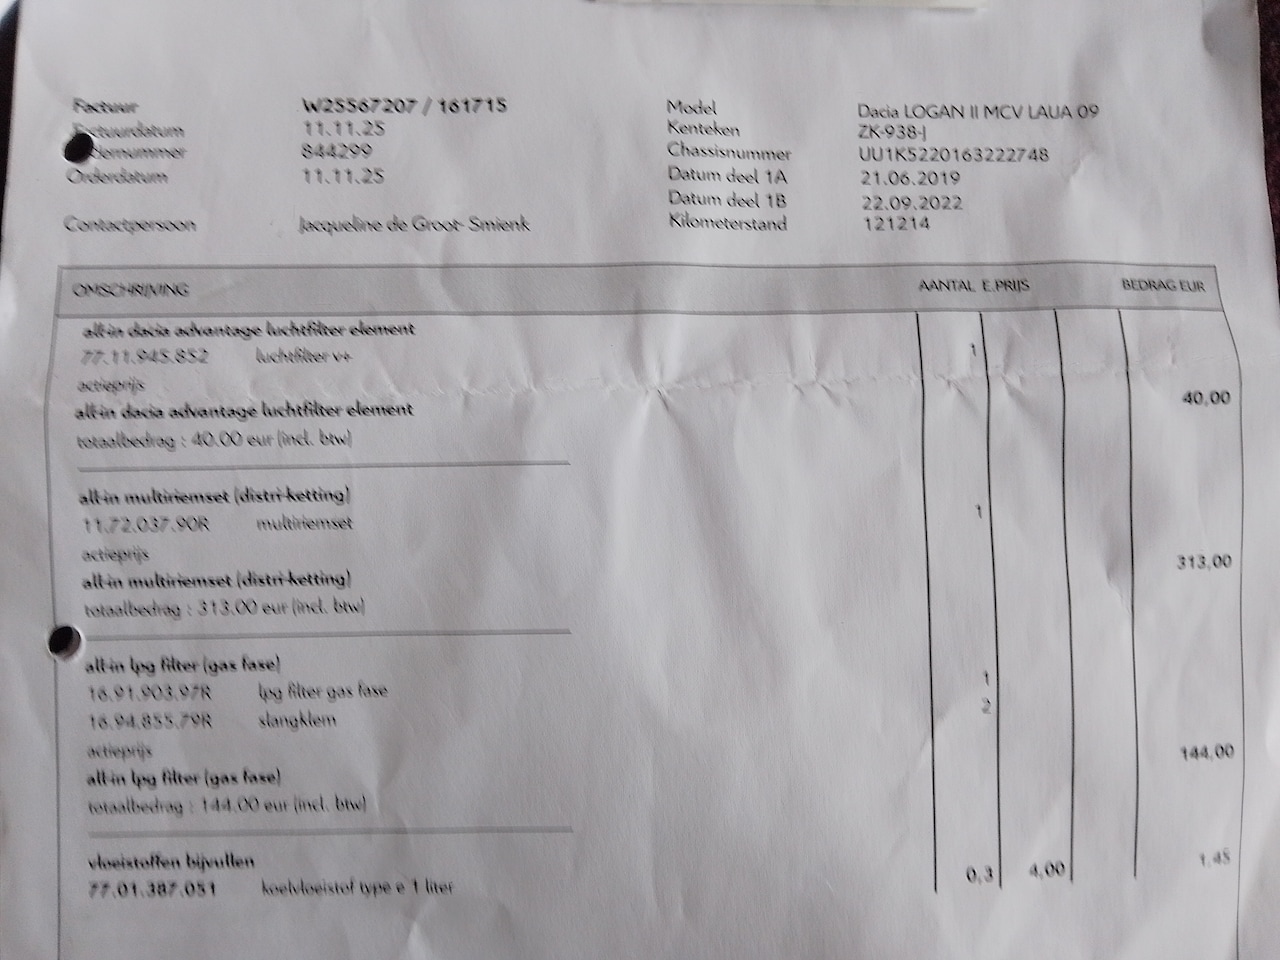 Factuur W25567207 / 161715
Factuurdatum 11.11.25
dernummer 844299
Orderdatum 11.11.25
Contactpersoon Jacqueline de Groot- Smienk
Model Dacia LOGAN II MCV LAUA 09
Kenteken ZK-938-J
Chassisnummer UU1K5220163222748
Datum deel 1A 21.06.2019
Datum deel 1B 22.09.2022
Kilometerstand 121214
OMSCHRIJVING AANTAL E.PRIJS BEDRAG EUR
all-in dacia advantage luchtfilter element
77.11.945.852 luchtfilter v+ 1
actieprijs
all-in dacia advantage luchtfilter element 40,00
totaalbedrag : 40.00 eur (incl. btw)
all-in multiriemset (distri-ketting)
11.72.037.90R multiriemset 1
actieprijs
all-in multiriemset (distri-ketting) 313,00
totaalbedrag : 313.00 eur (incl. btw)
all-in lpg filter (gas fase)
16.91.903.97R lpg filter gas fase 1
16.94.855.79R slangklem 2
actieprijs
all-in lpg filter (gas fase) 144,00
totaalbedrag : 144.00 eur (incl. btw)
vloeistoffen bijvullen
77.01.387.051 koelvloeistof type e 1 liter 0,3 4,00 1,45